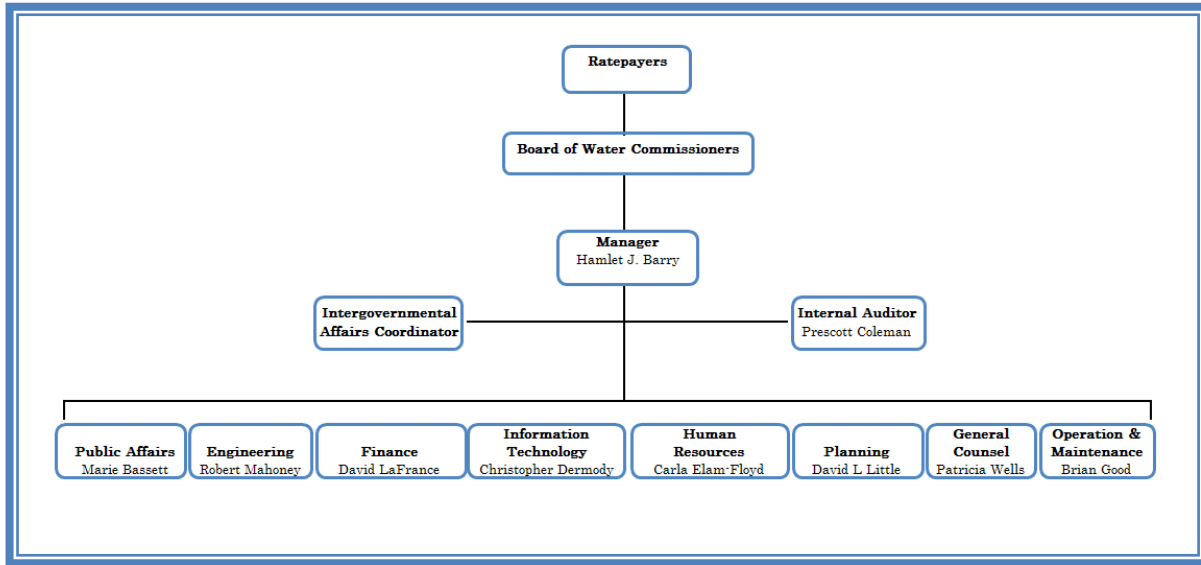 Ratepayers
Board of Water Commissioners
Manager
Hamlet J. Barry
Intergovernmental
Affairs Coordinator
Internal Auditor
Prescott Coleman
Public Affairs
Marie Bassett
Engineering
Robert Mahoney
Finance
David LaFrance
Information
Technology
Christopher Dermody
Human
Resources
Carla Elam-Floyd
Planning
David L Little
General
Counsel
Patricia Wells
Operation &
Maintenance
Brian Good